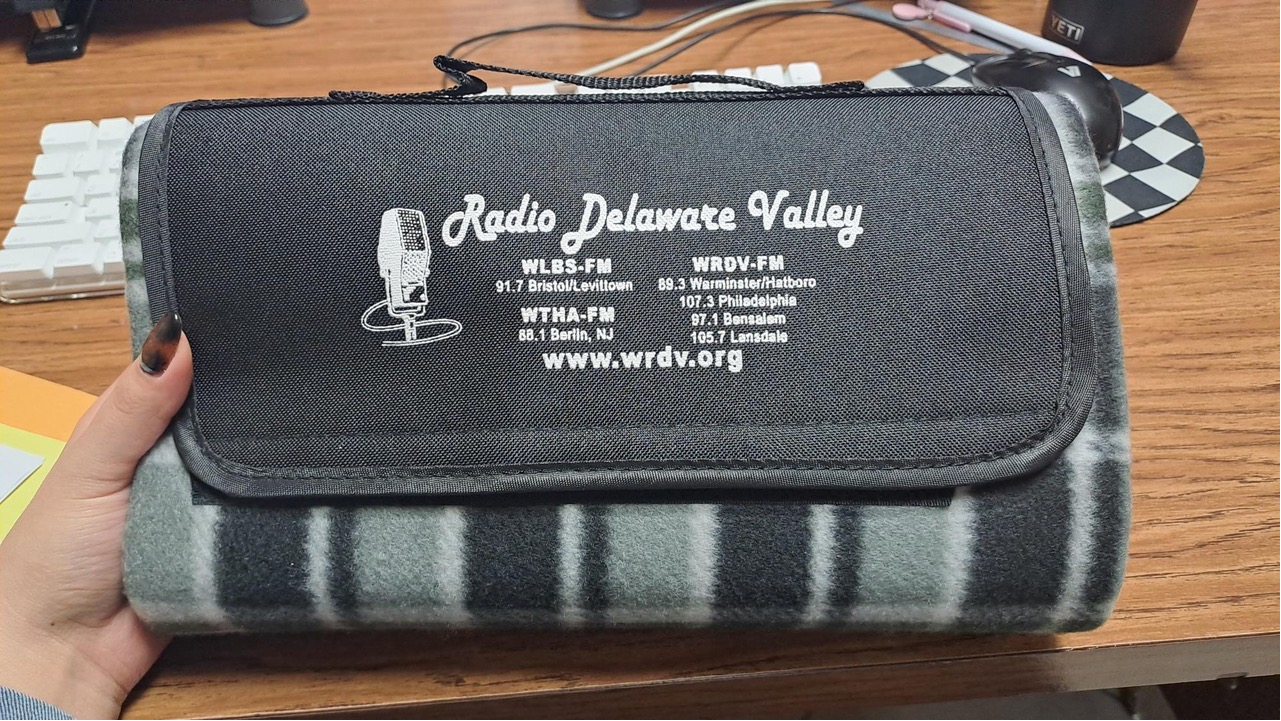 YETI
Radio Delaware Valley
WLBS-FM
91.7 Bristol/Levittown
WTHA-FM
88.1 Berlin, NJ
WRDV-FM
89.3 Warminster/Hatboro
107.3 Philadelphia
97.1 Bensalem
105.7 Lansdale
www.wrdv.org